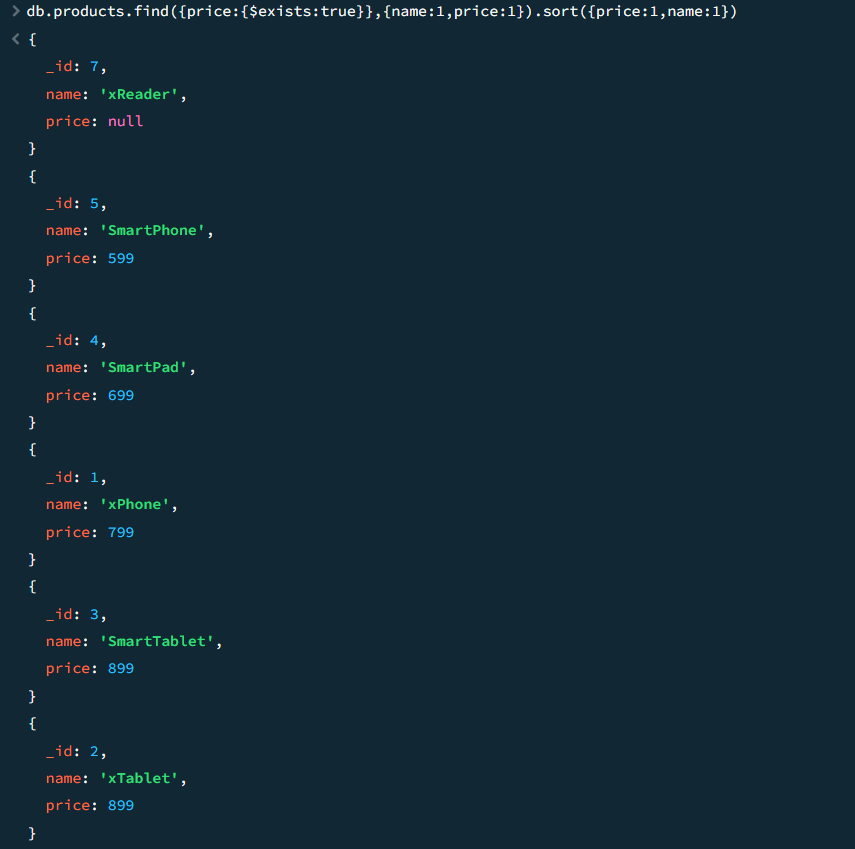 > db.products.find({price:{$exists:true}},{name:1,price:1}).sort({price:1,name:1})
< {
_id: 7,
name: 'xReader',
price: null
}
{
_id: 5,
name: 'SmartPhone',
price: 599
}
{
_id: 4,
name: 'SmartPad',
price: 699
}
{
_id: 1,
name: 'xPhone',
price: 799
}
{
_id: 3,
name: 'SmartTablet',
price: 899
}
{
_id: 2,
name: 'xTablet',
price: 899
}